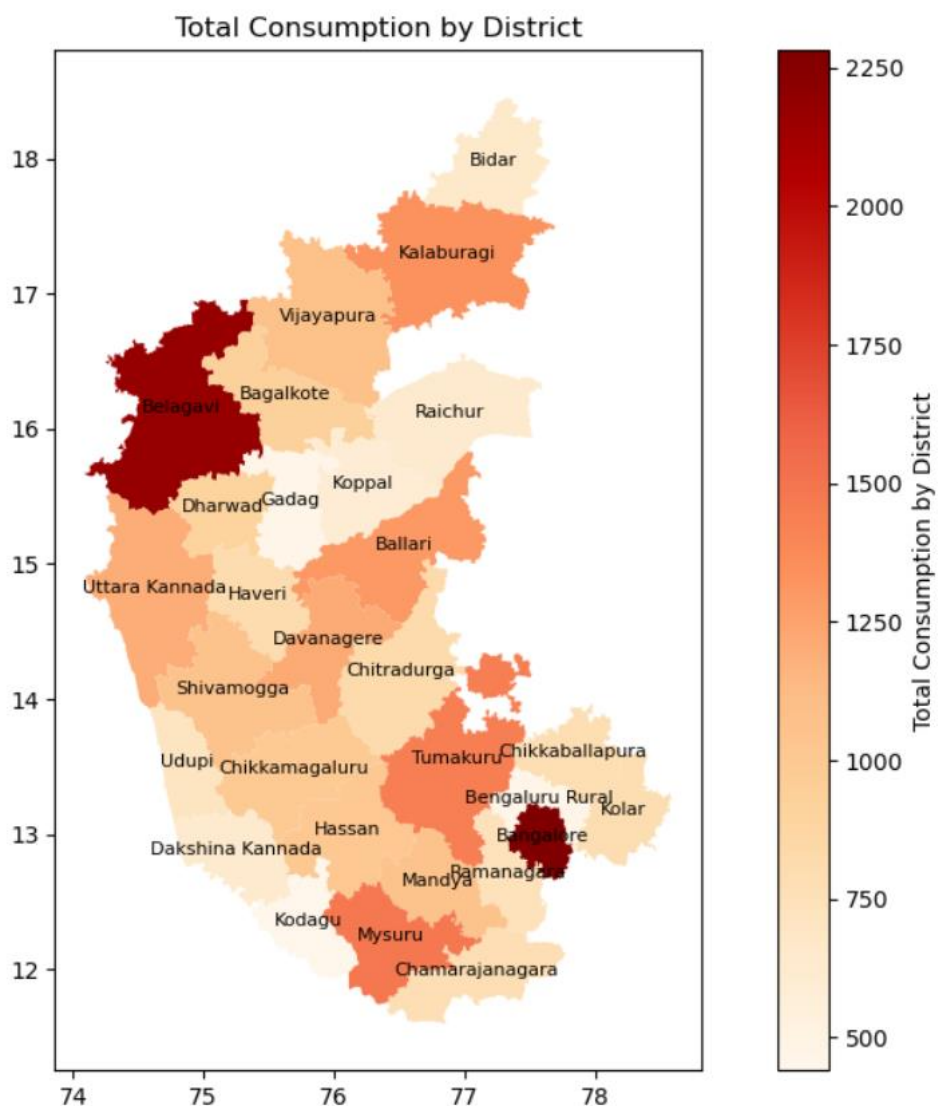 Total Consumption by District
18
17
16
15
14
13
12
74
75
76
77
78
Bidar
Kalaburagi
Vijayapura
Belagavi
Bagalkote
Raichur
Koppal
Gadag
Dharwad
Ballari
Uttara Kannada
Haveri
Davanagere
Chitradurga
Shivamogga
Udupi
Chikkamagaluru
Tumakuru
Chikkaballapura
Bengaluru Rural
Kolar
Hassan
Bangalore
Dakshina Kannada
Mandya
Ramanagara
Kodagu
Mysuru
Chamarajanagara
2250
2000
1750
1500
1250
1000
750
500
Total Consumption by District